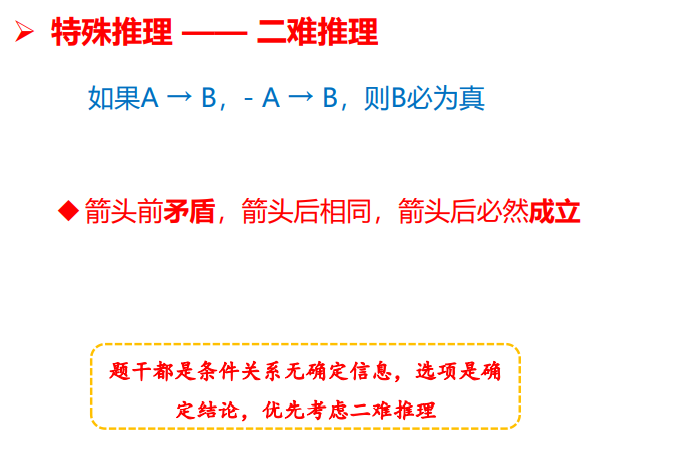 特殊推理 —— 二难推理
如果A → B，- A → B，则B必为真
箭头前矛盾，箭头后相同，箭头后必然成立
题干都是条件关系无确定信息，选项是确
定结论，优先考虑二难推理